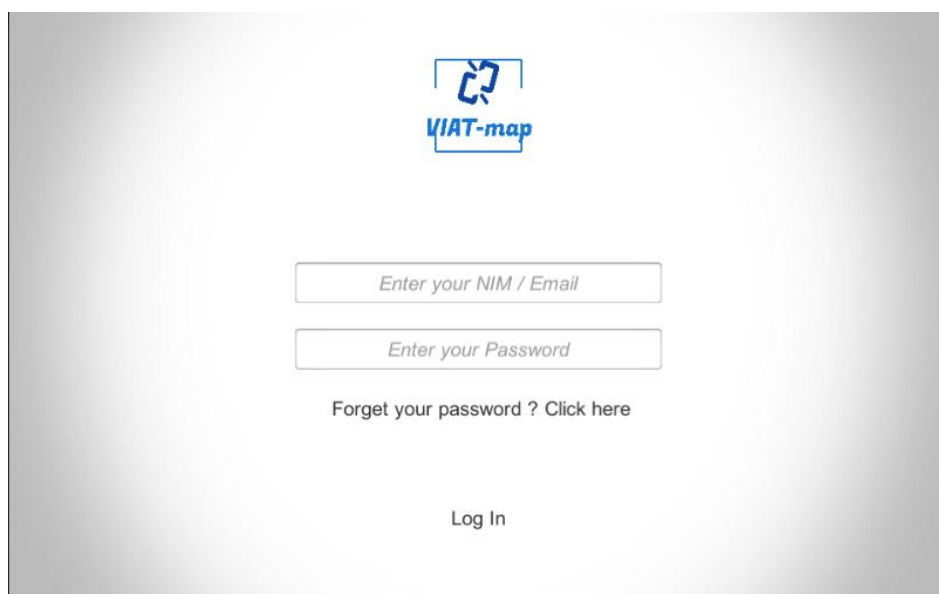 VIAT-map
Enter your NIM / Email
Enter your Password
Forget your password ? Click here
Log In